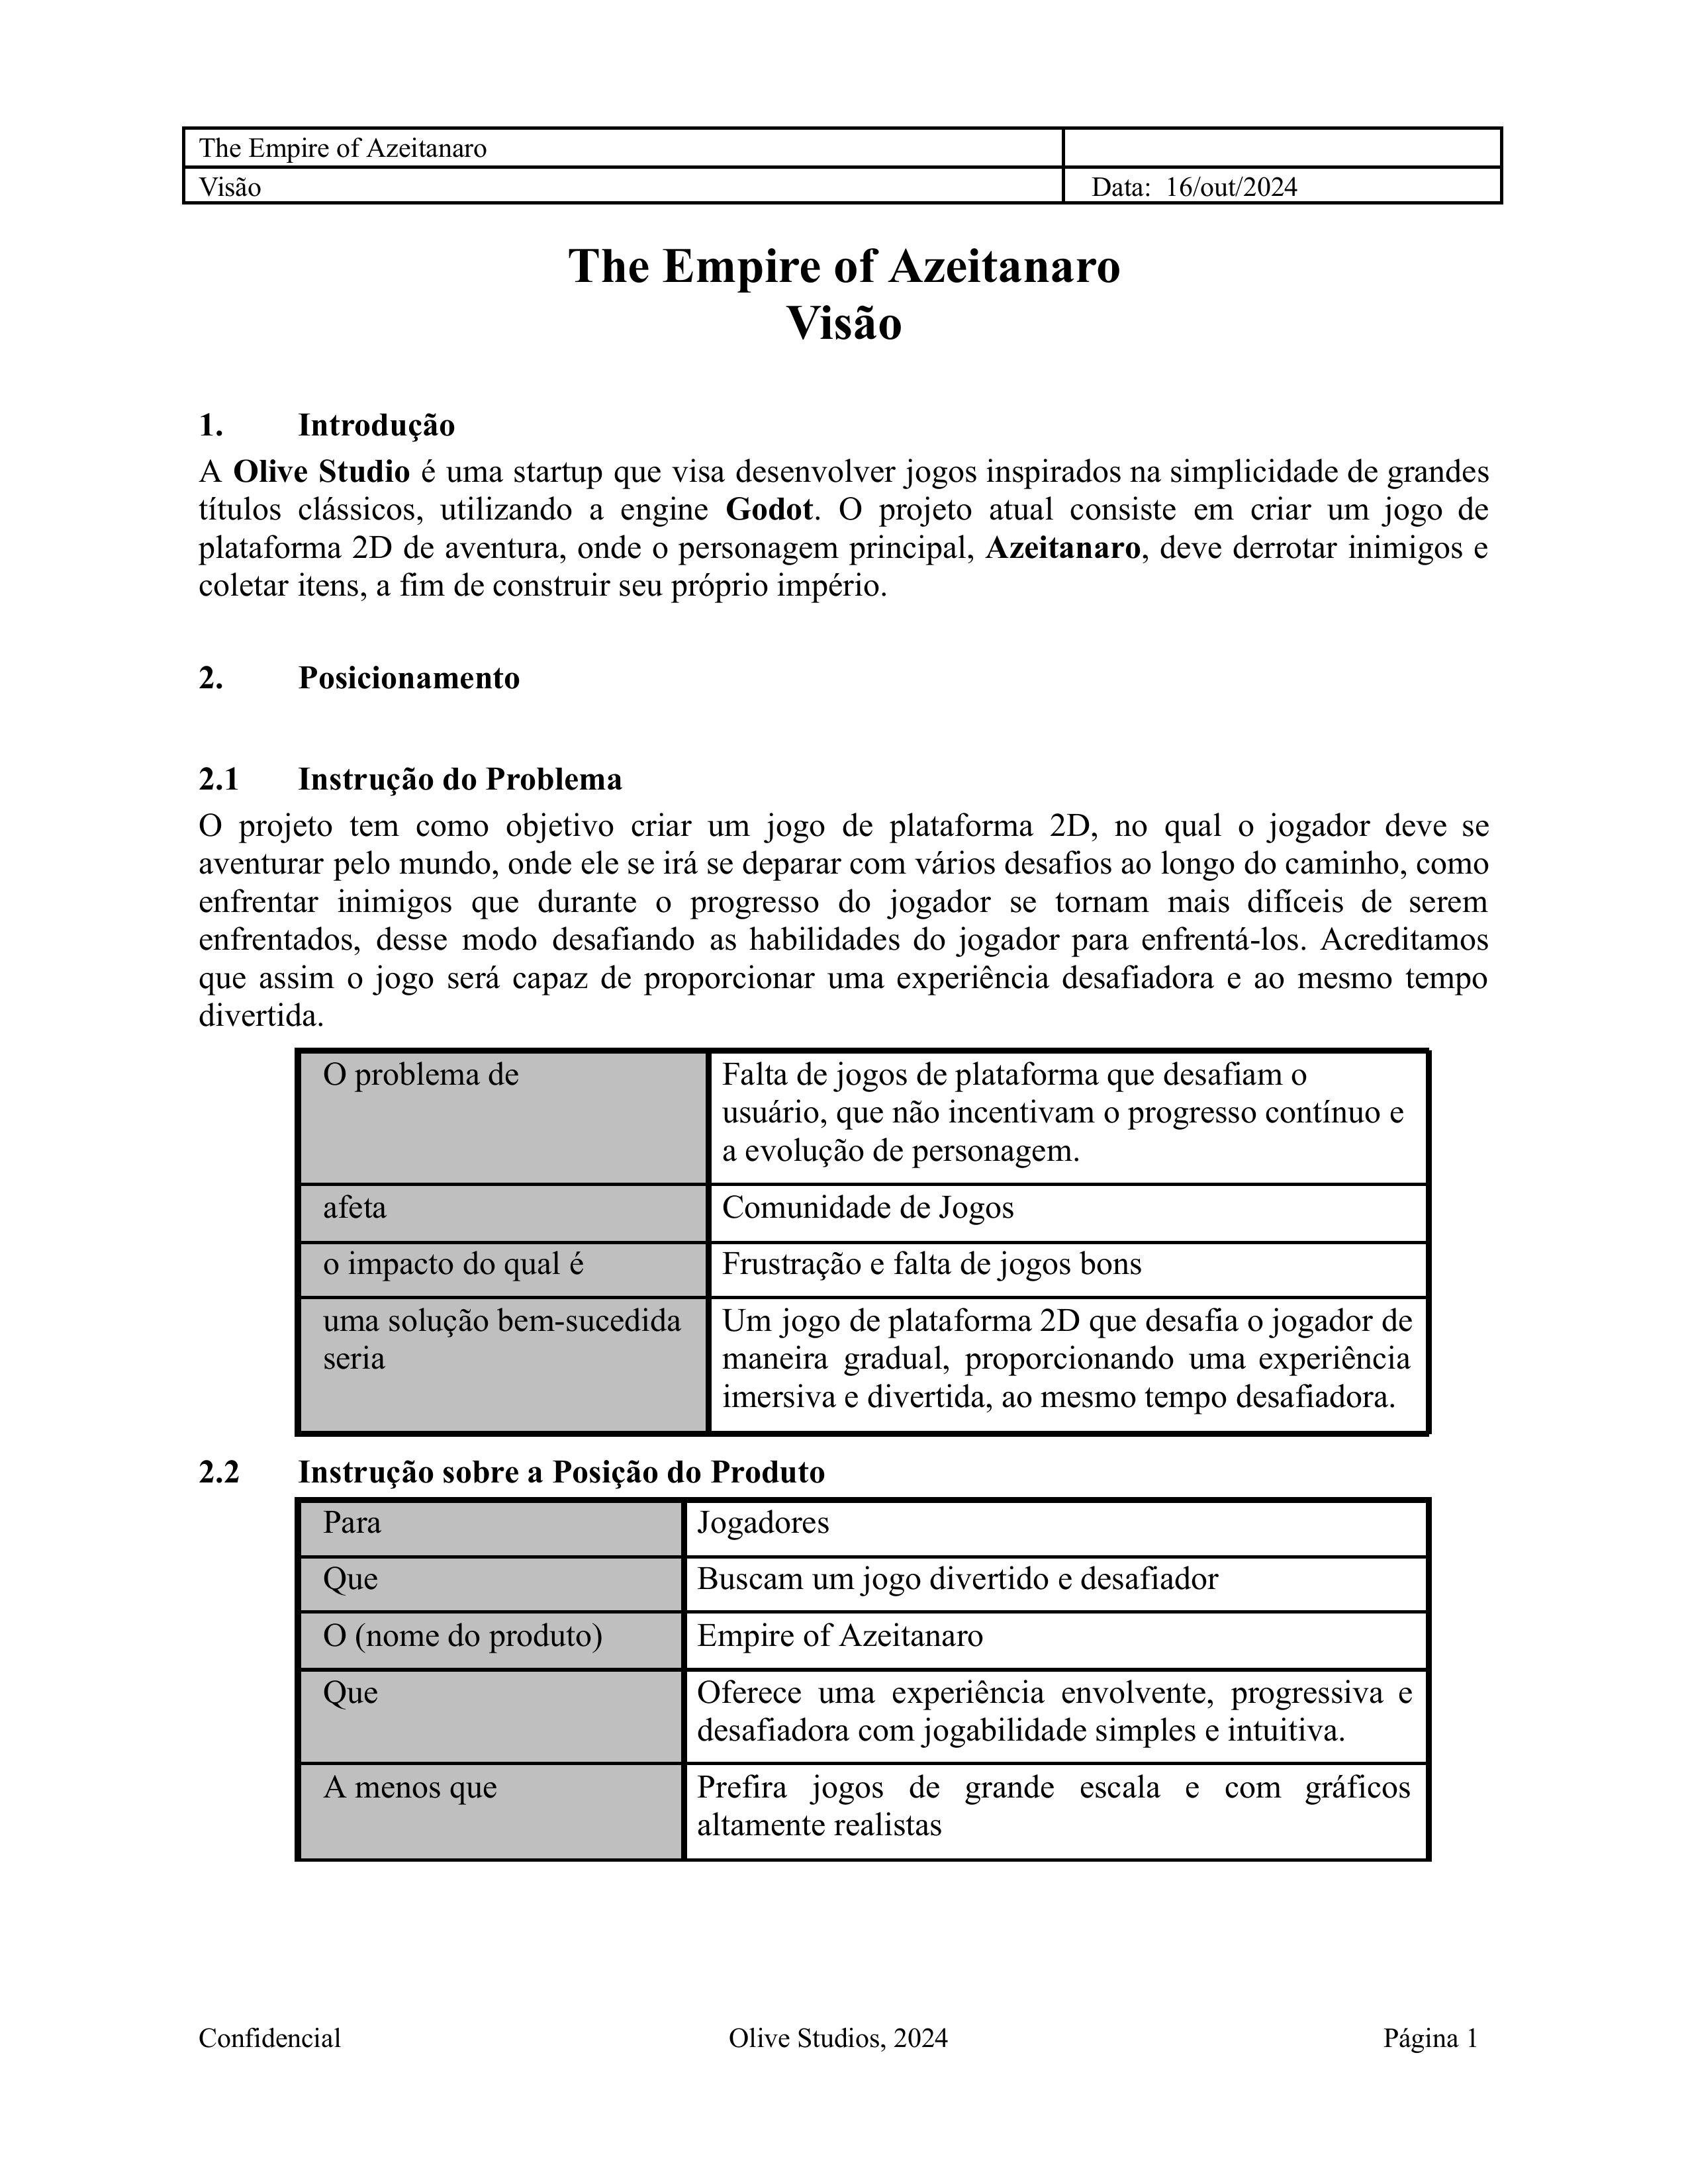 The Empire of Azeitanaro
Visão
Data: 16/out/2024
The Empire of Azeitanaro
Visão
1. Introdução
A Olive Studio é uma startup que visa desenvolver jogos inspirados na simplicidade de grandes
títulos clássicos, utilizando a engine Godot. O projeto atual consiste em criar um jogo de
plataforma 2D de aventura, onde o personagem principal, Azeitanaro, deve derrotar inimigos e
coletar itens, a fim de construir seu próprio império.
2. Posicionamento
2.1 Instrução do Problema
O projeto tem como objetivo criar um jogo de plataforma 2D, no qual o jogador deve se
aventurar pelo mundo, onde ele se irá se deparar com vários desafios ao longo do caminho, como
enfrentar inimigos que durante o progresso do jogador se tornam mais difíceis de serem
enfrentados, desse modo desafiando as habilidades do jogador para enfrentá-los. Acreditamos
que assim o jogo será capaz de proporcionar uma experiência desafiadora e ao mesmo tempo
divertida.
O problema de
Falta de jogos de plataforma que desafiam o
usuário, que não incentivam o progresso contínuo e
a evolução de personagem.
afeta
Comunidade de Jogos
o impacto do qual é
Frustração e falta de jogos bons
uma solução bem-sucedida
seria
Um jogo de plataforma 2D que desafia o jogador de
maneira gradual, proporcionando uma experiência
imersiva e divertida, ao mesmo tempo desafiadora.
2.2 Instrução sobre a Posição do Produto
Para
Jogadores
Que
Buscam um jogo divertido e desafiador
O (nome do produto)
Empire of Azeitanaro
Que
Oferece uma experiência envolvente, progressiva e
desafiadora com jogabilidade simples e intuitiva.
A menos que
Prefira jogos de grande escala e com gráficos
altamente realistas
Confidencial
Olive Studios, 2024
Página 1